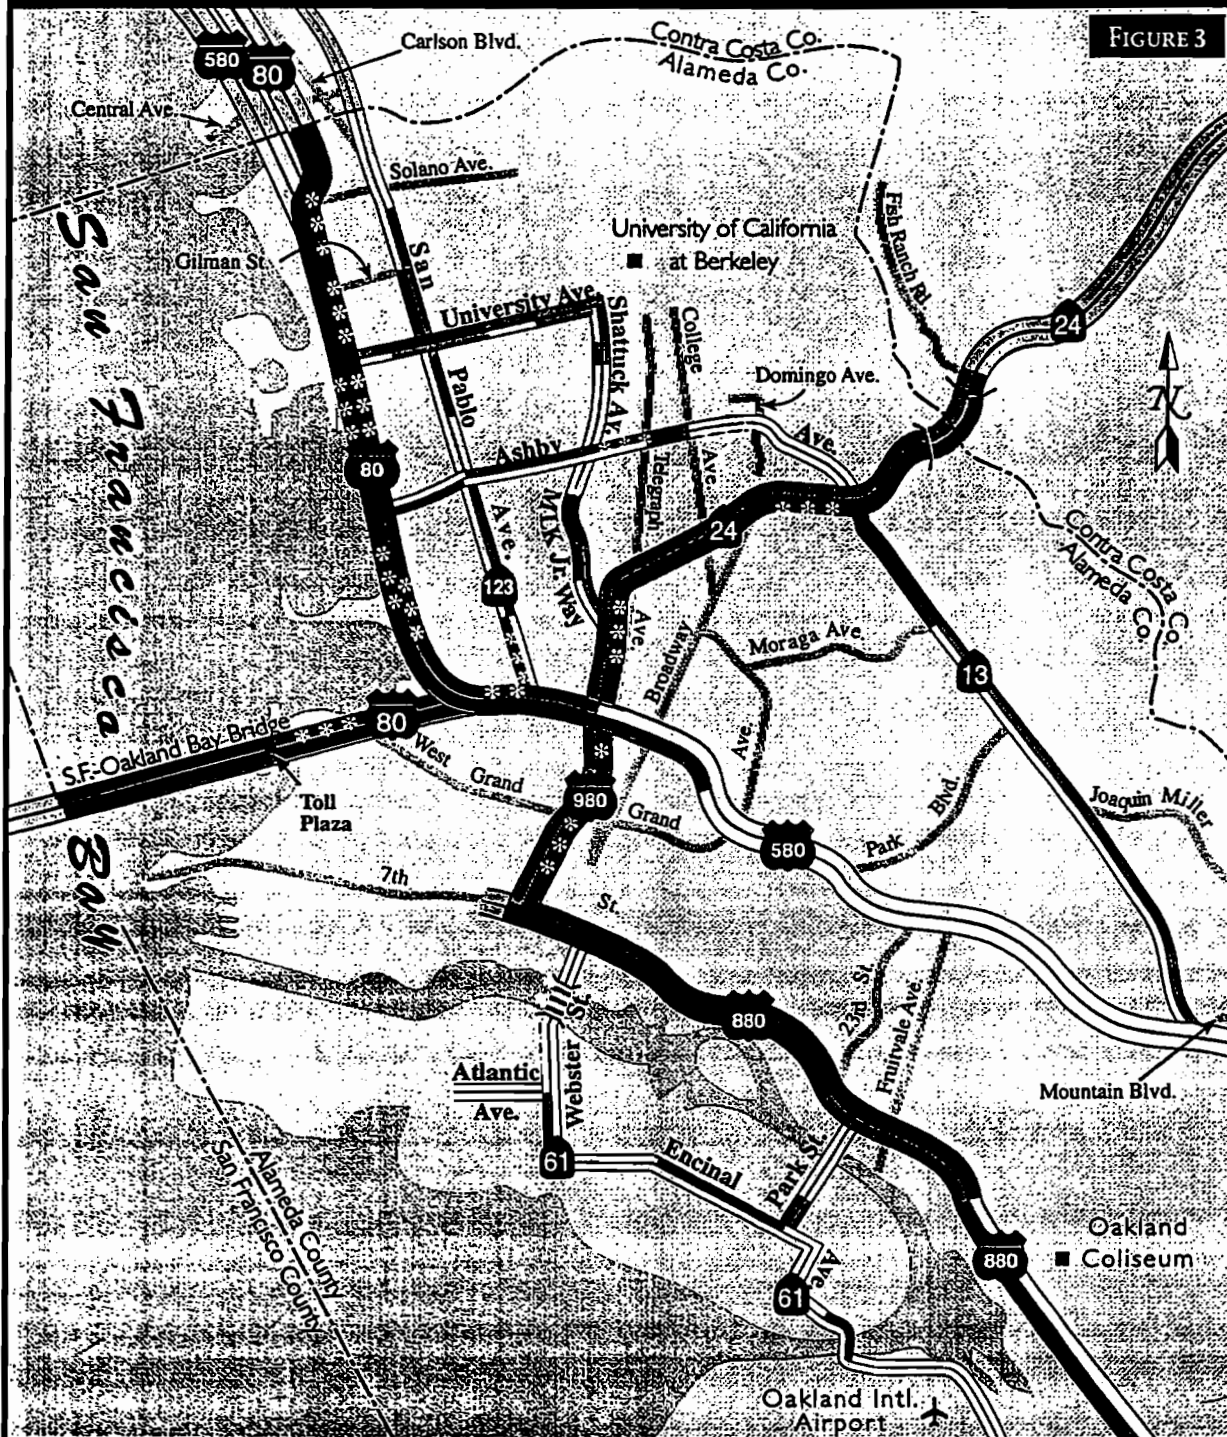 FIGURE 3
Contra Costa Co.
Alameda Co.
Carlson Blvd.
580
80
Central Ave
Solano Ave.
University of California
at Berkeley
Fish Ranch Rd.
San Francisco Bay
Gilman St.
San Pablo Ave.
University Ave.
Shattuck Av.
College Ave
24
N
Domingo Ave.
Ashby Ave.
Telegraph Ave.
80
MLK Jr. Way
24
123
Contra Costa Co.
Alameda Co.
Broadway
Moraga Ave.
13
S.F.-Oakland Bay Bridge
80
West Grand
Grand Ave.
Toll
Plaza
980
580
Park Blvd.
Joaquin Miller
7th St.
880
23rd St
Fruitvale Ave.
Mountain Blvd.
Atlantic
Ave.
Webster St.
61
Encinal Ave
Park St.
Alameda County
San Francisco County
61
880
Oakland
Coliseum
Oakland Intl.
Airport